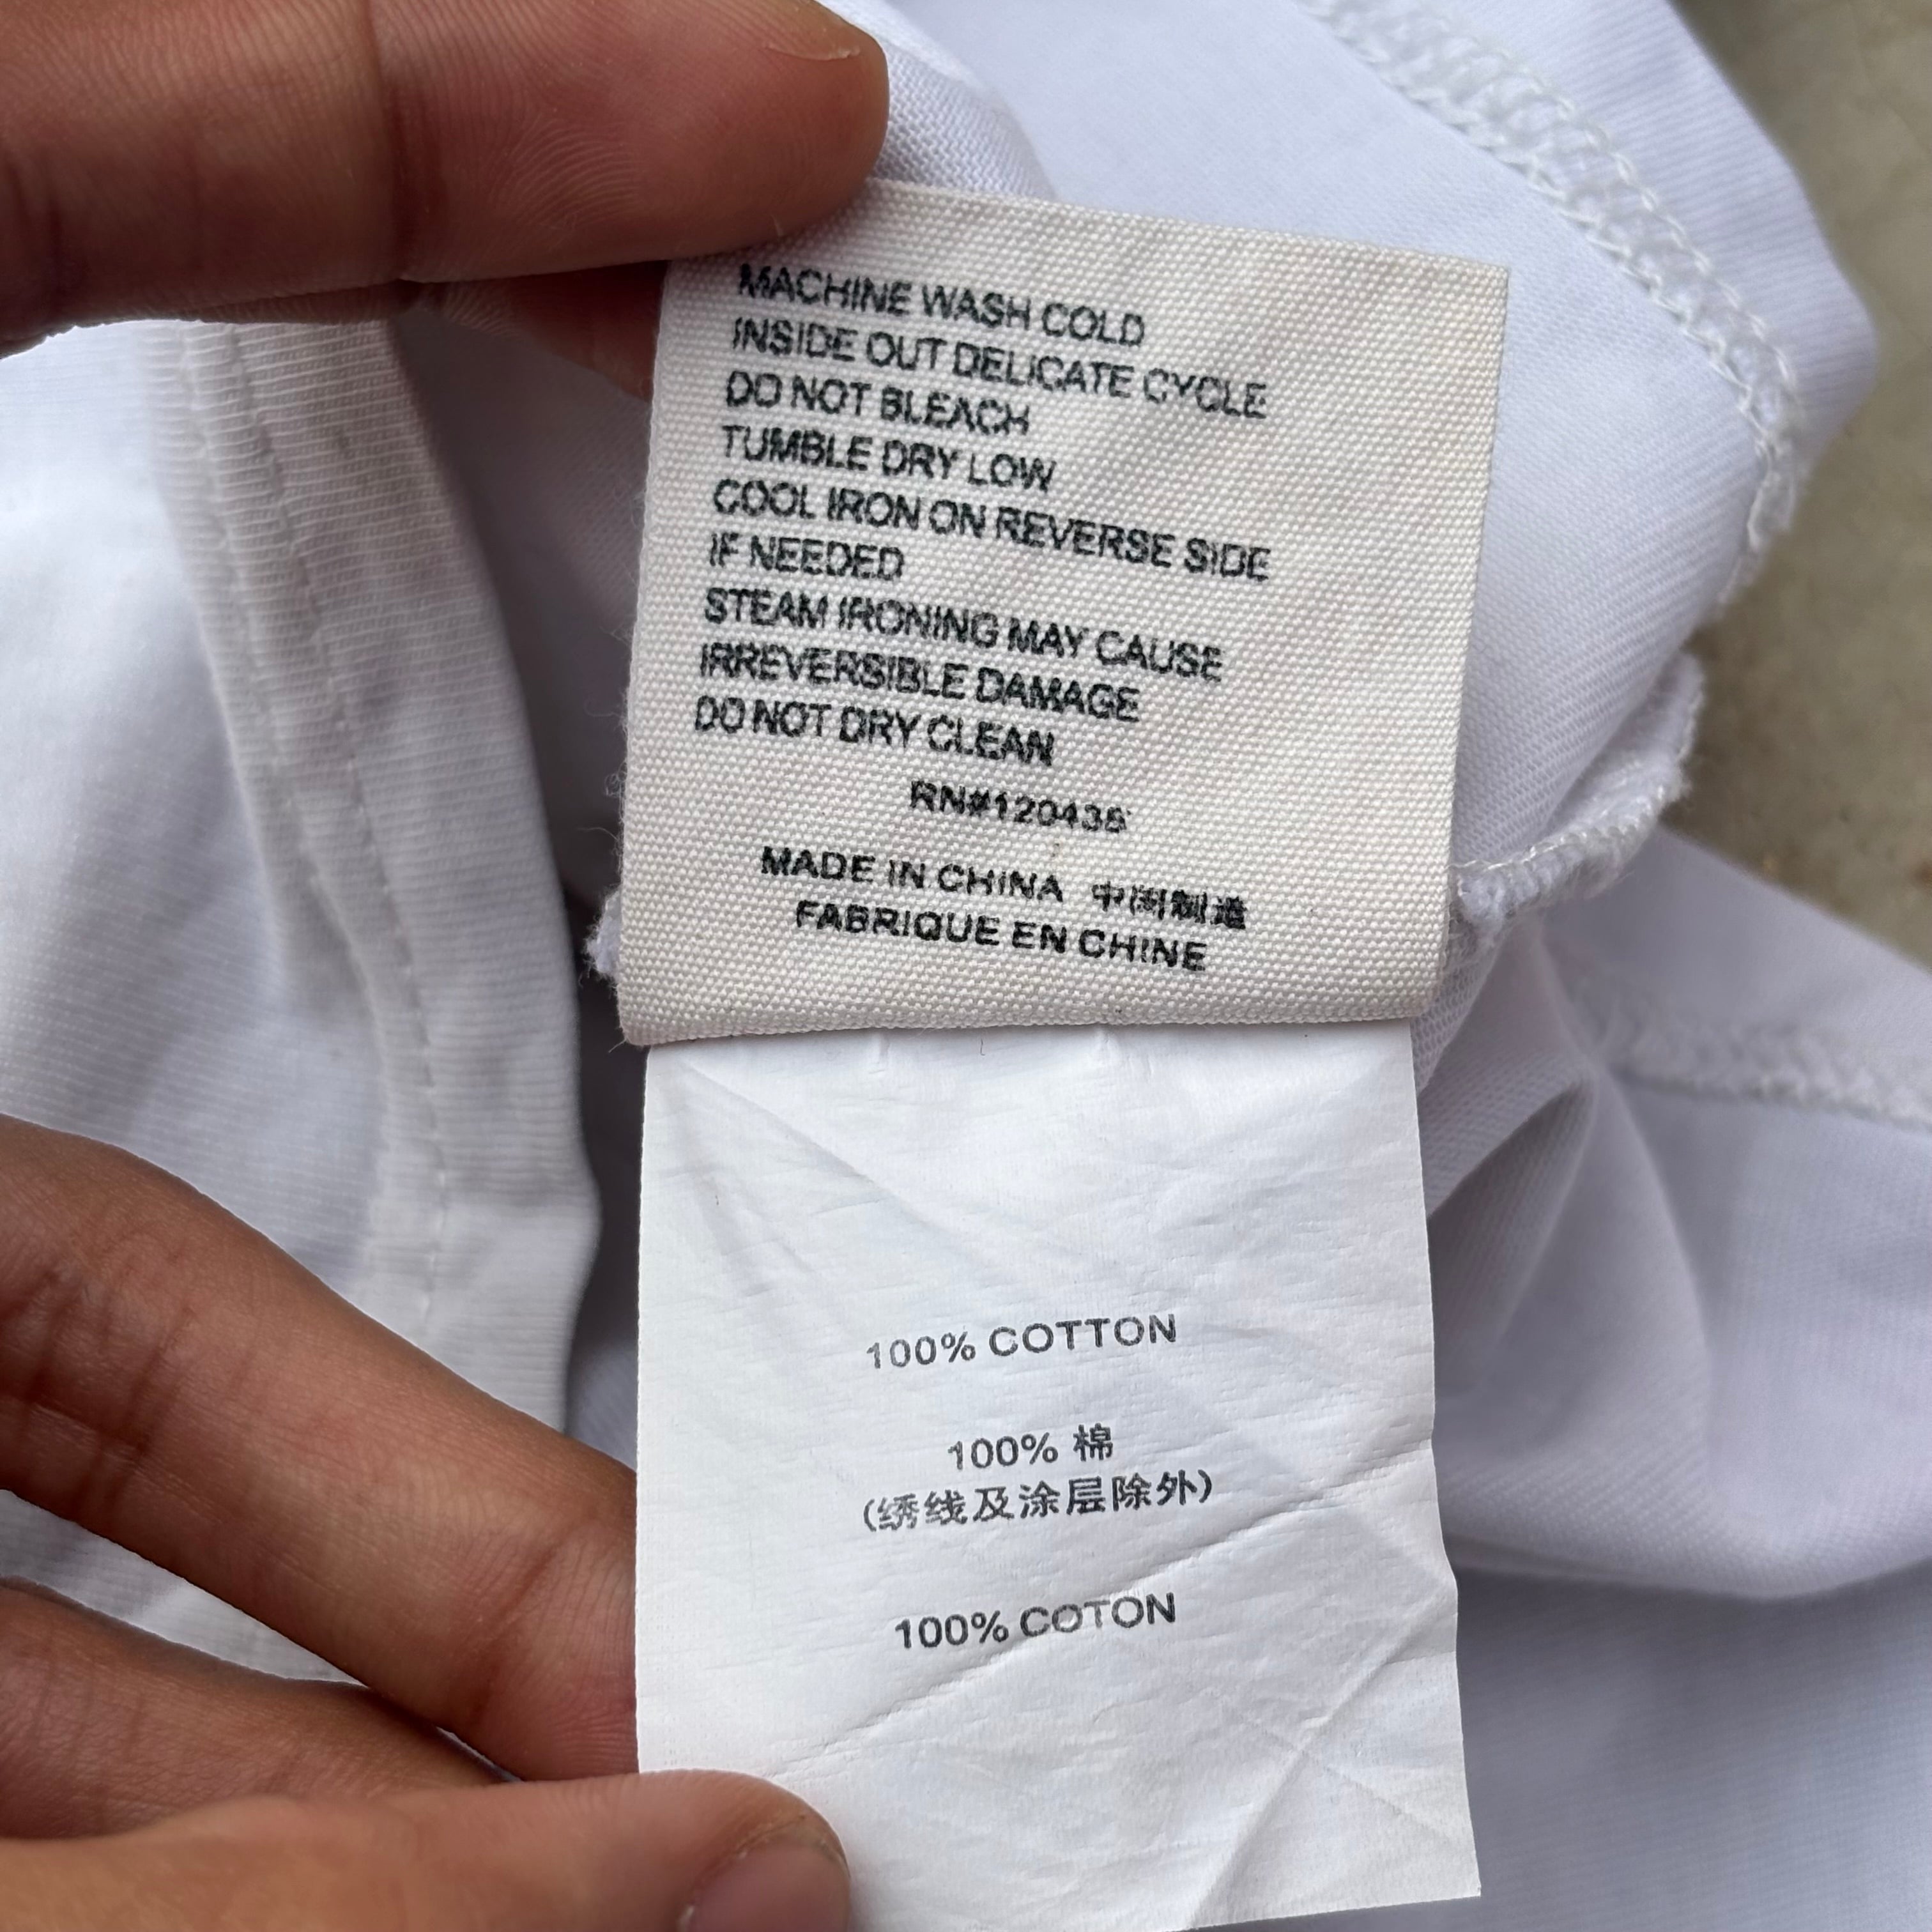 MACHINE WASH COLD
INSIDE OUT DELICATE CYCLE
DO NOT BLEACH
TUMBLE DRY LOW
COOL IRON ON REVERSE SIDE
IF NEEDED
STEAM IRONING MAY CAUSE
IRREVERSIBLE DAMAGE
DO NOT DRY CLEAN
RN#120436
MADE IN CHINA 中国制造
FABRIQUE EN CHINE
100% COTTON
100% 棉
(绣线及涂层除外)
100% COTON